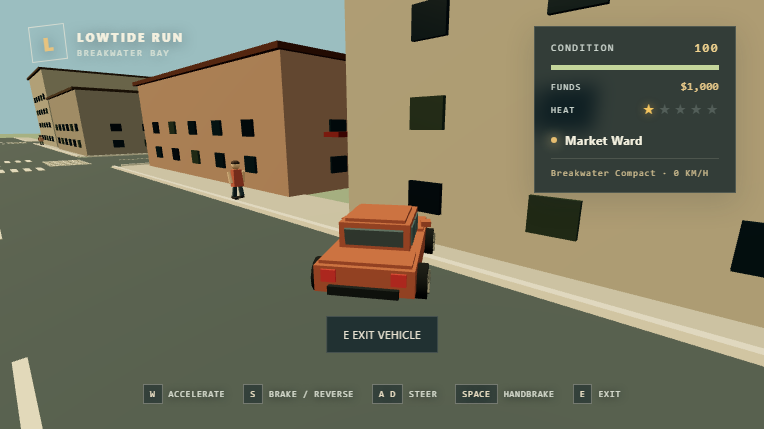 L
LOWTIDE RUN
BREAKWATER BAY
CONDITION 100
FUNDS $1,000
HEAT ★★★★★
Market Ward
Breakwater Compact · 0 KM/H
E EXIT VEHICLE
W ACCELERATE S BRAKE / REVERSE A D STEER SPACE HANDBRAKE E EXIT